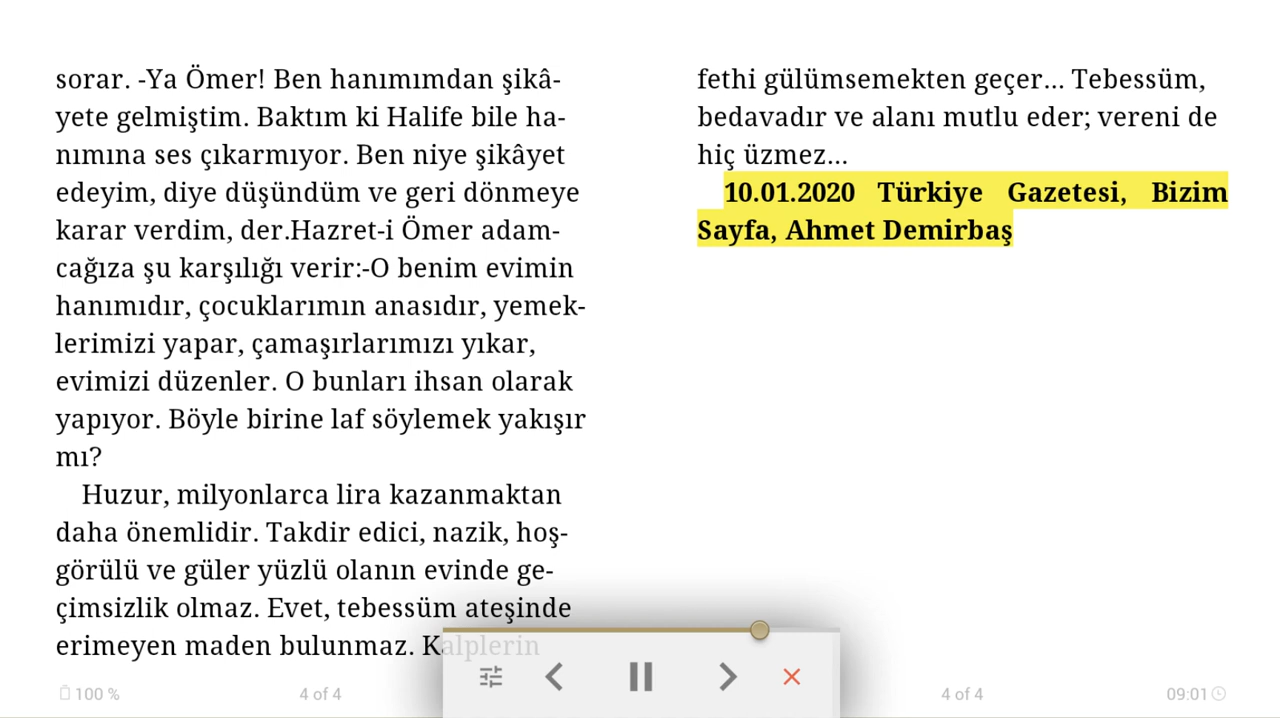 sorar. -Ya Ömer! Ben hanımımdan şikâ-
yete gelmiştim. Baktım ki Halife bile ha-
nımına ses çıkarmıyor. Ben niye şikâyet
edeyim, diye düşündüm ve geri dönmeye
karar verdim, der.Hazret-i Ömer adam-
cağıza şu karşılığı verir:-O benim evimin
hanımıdır, çocuklarımın anasıdır, yemek-
lerimizi yapar, çamaşırlarımızı yıkar,
evimizi düzenler. O bunları ihsan olarak
yapıyor. Böyle birine laf söylemek yakışır
mı?
Huzur, milyonlarca lira kazanmaktan
daha önemlidir. Takdir edici, nazik, hoş-
görülü ve güler yüzlü olanın evinde ge-
çimsizlik olmaz. Evet, tebessüm ateşinde
erimeyen maden bulunmaz. Kalplerin
100 %
4 of 4
fethi gülümsemekten geçer... Tebessüm,
bedavadır ve alanı mutlu eder; vereni de
hiç üzmez...
10.01.2020 Türkiye Gazetesi, Bizim
Sayfa, Ahmet Demirbaş
4 of 4
09:01